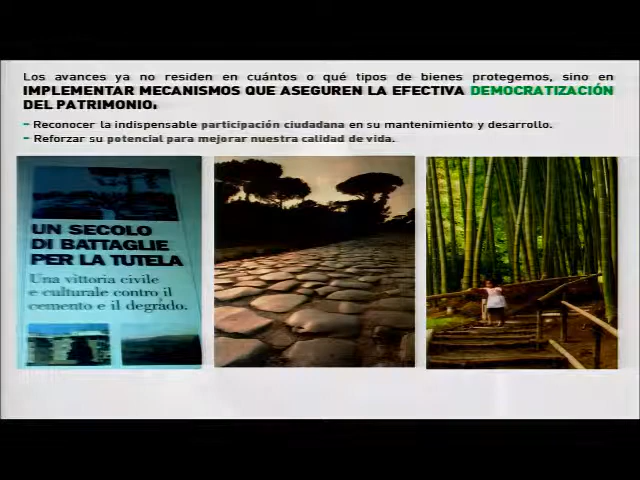 Los avances ya no residen en cuántos o qué tipos de bienes protegemos, sino en
IMPLEMENTAR MECANISMOS QUE ASEGUREN LA EFECTIVA DEMOCRATIZACIÓN
DEL PATRIMONIO:
– Reconocer la indispensable participación ciudadana en su mantenimiento y desarrollo.
– Reforzar su potencial para mejorar nuestra calidad de vida.
UN SECOLO
DI BATTAGLIE
PER LA TUTELA
Una vittoria civile
e culturale contro il
cemento e il degrado.